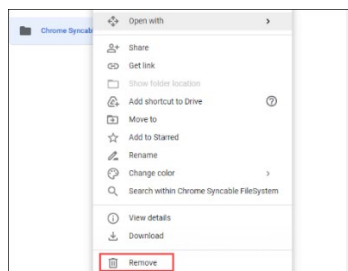 Open with
Chrome Syncab
Share
Get link
Show folder location
Add shortcut to Drive
Move to
Add to Starred
Rename
Change color
Search within Chrome Syncable FileSystem
View details
Download
Remove